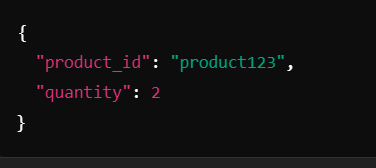 {
"product_id": "product123",
"quantity": 2
}